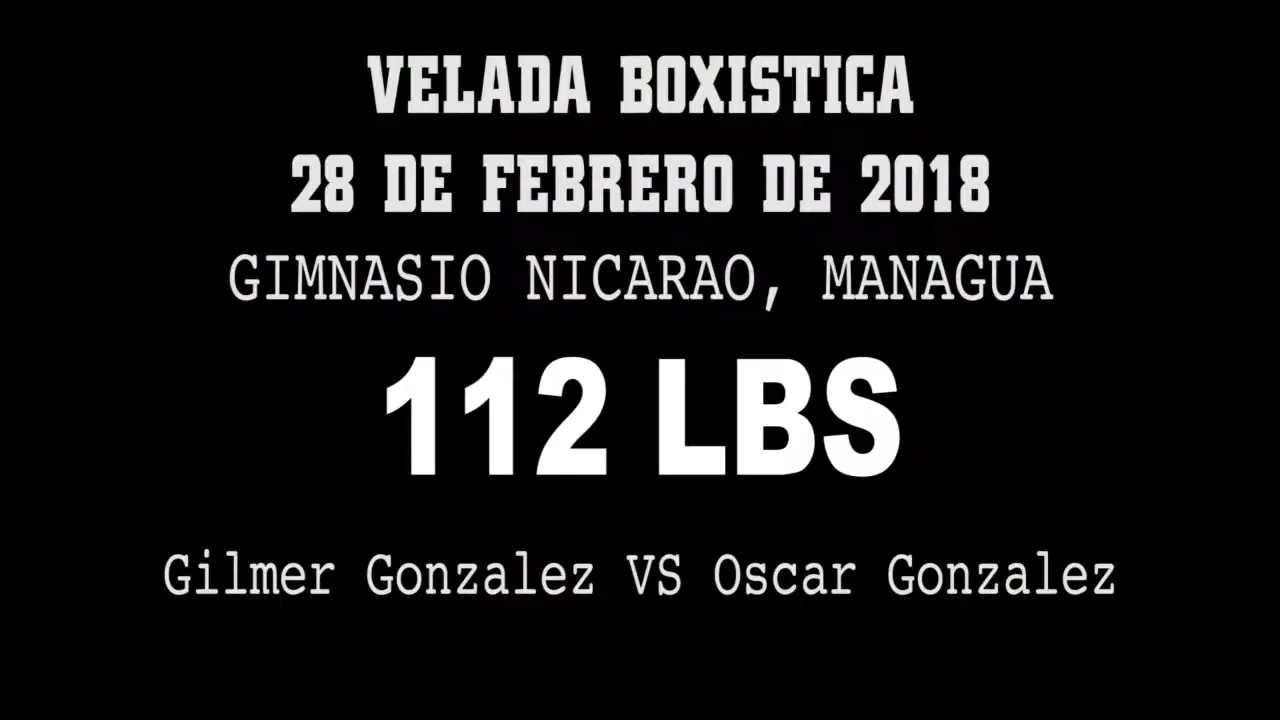 VELADA BOXISTICA
28 DE FEBRERO DE 2018
GIMNASIO NICARAO, MANAGUA
112 LBS
Gilmer Gonzalez VS Oscar Gonzalez